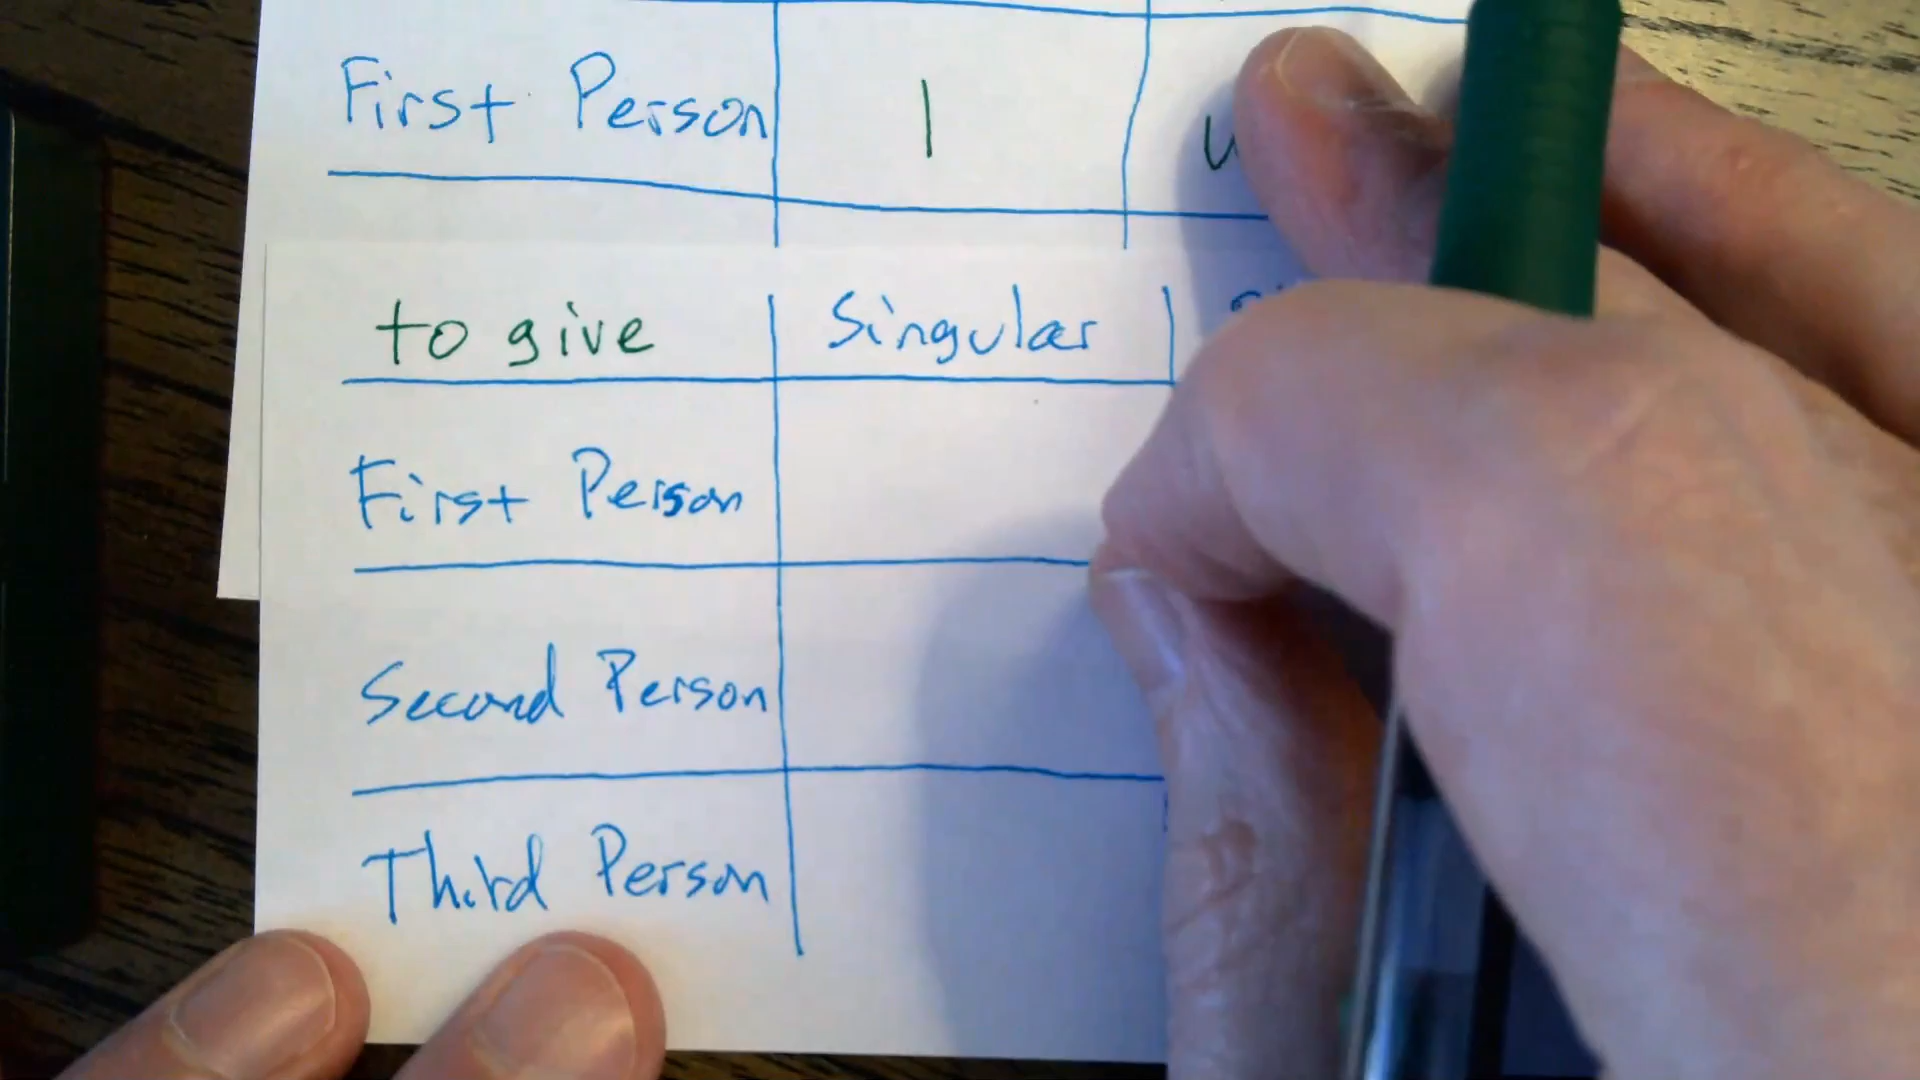 First Person I
to give Singular
First Person
Second Person
Third Person